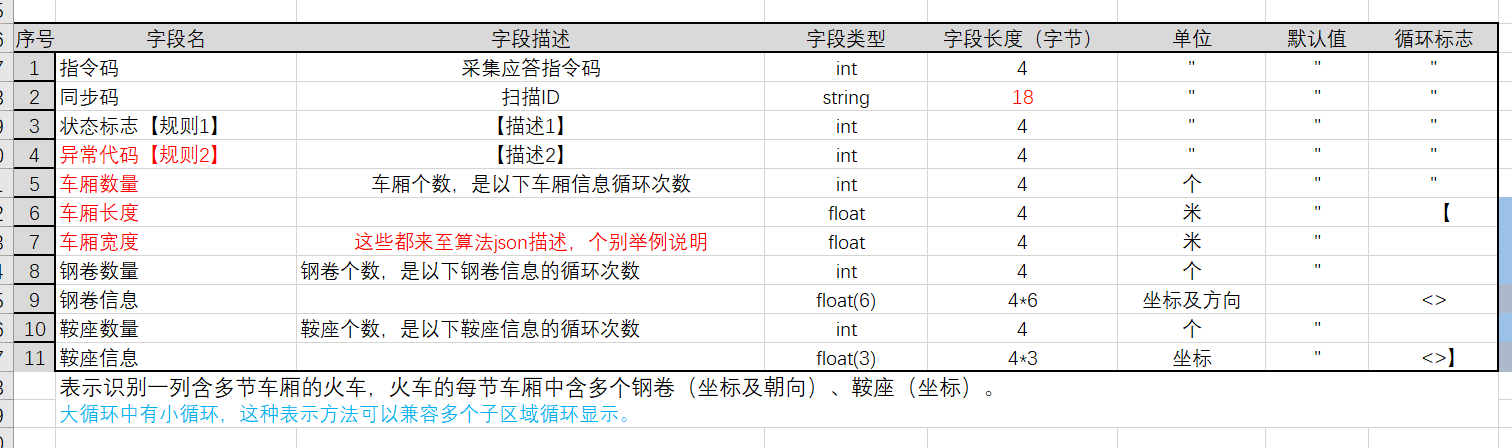 序号 字段名 字段描述 字段类型 字段长度（字节） 单位 默认值 循环标志
1 指令码 采集应答指令码 int 4 " " "
2 同步码 扫描ID string 18 " " "
3 状态标志【规则1】 【描述1】 int 4 " " "
4 异常代码【规则2】 【描述2】 int 4 " " "
5 车厢数量 车厢个数，是以下车厢信息循环次数 int 4 个 " "
6 车厢长度 float 4 米 " 【
7 车厢宽度 这些都来至算法json描述，个别举例说明 float 4 米 "
8 钢卷数量 钢卷个数，是以下钢卷信息的循环次数 int 4 个 "
9 钢卷信息 float(6) 4*6 坐标及方向 <>
10 鞍座数量 鞍座个数，是以下鞍座信息的循环次数 int 4 个 "
11 鞍座信息 float(3) 4*3 坐标 " <>】
表示识别一列含多节车厢的火车，火车的每节车厢中含多个钢卷（坐标及朝向）、鞍座（坐标）。
大循环中有小循环，这种表示方法可以兼容多个子区域循环显示。